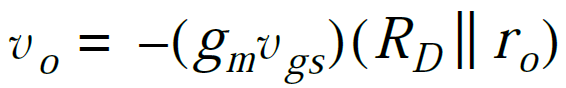 v_o = −(g_m v_gs)(R_D ‖ r_o)